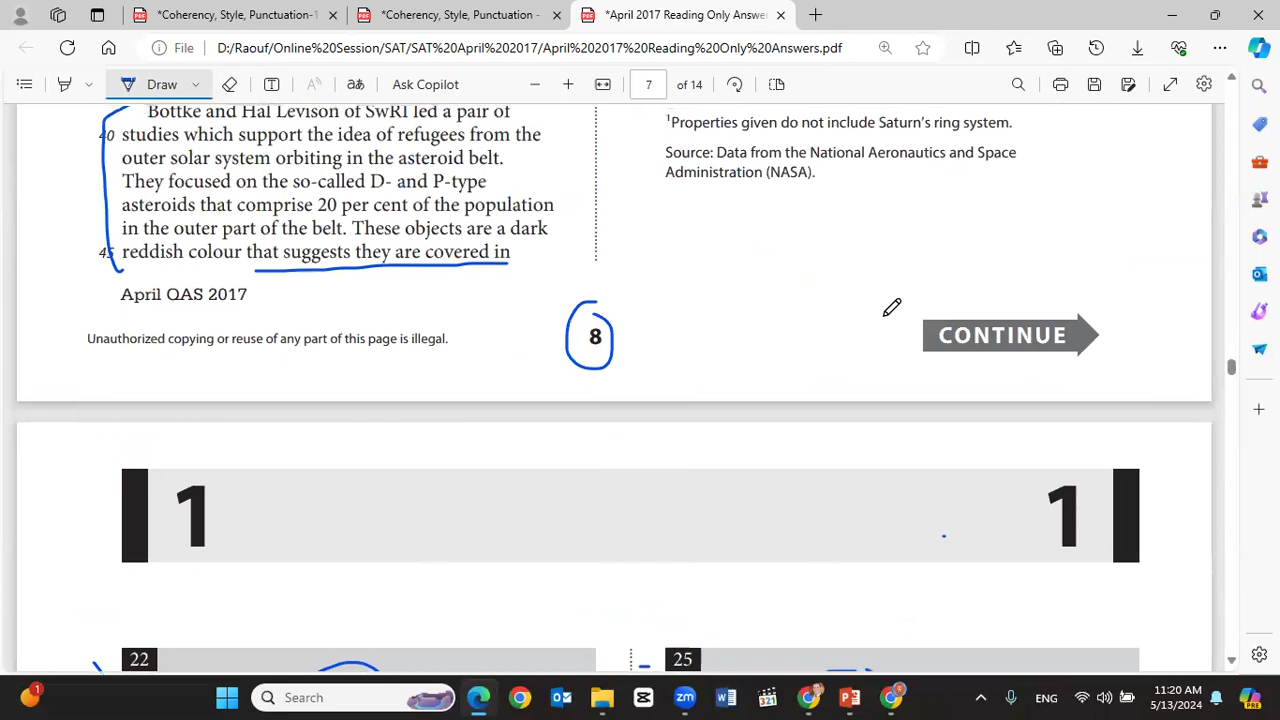 *Coherency, Style, Punctuation-1
*Coherency, Style, Punctuation -
*April 2017 Reading Only Answer
File
D:/Raouf/Online%20Session/SAT/SAT%20April%202017/April%202017%20Reading%20Only%20Answers.pdf
Draw
aあ
Ask Copilot
7
of 14
Bottke and Hal Levison of SwRI led a pair of
40 studies which support the idea of refugees from the
outer solar system orbiting in the asteroid belt.
They focused on the so-called D- and P-type
asteroids that comprise 20 per cent of the population
in the outer part of the belt. These objects are a dark
45 reddish colour that suggests they are covered in
1Properties given do not include Saturn's ring system.
Source: Data from the National Aeronautics and Space
Administration (NASA).
April QAS 2017
Unauthorized copying or reuse of any part of this page is illegal.
8
CONTINUE
1
1
22
25
1
Search
321
ENG
11:20 AM
5/13/2024
PRE